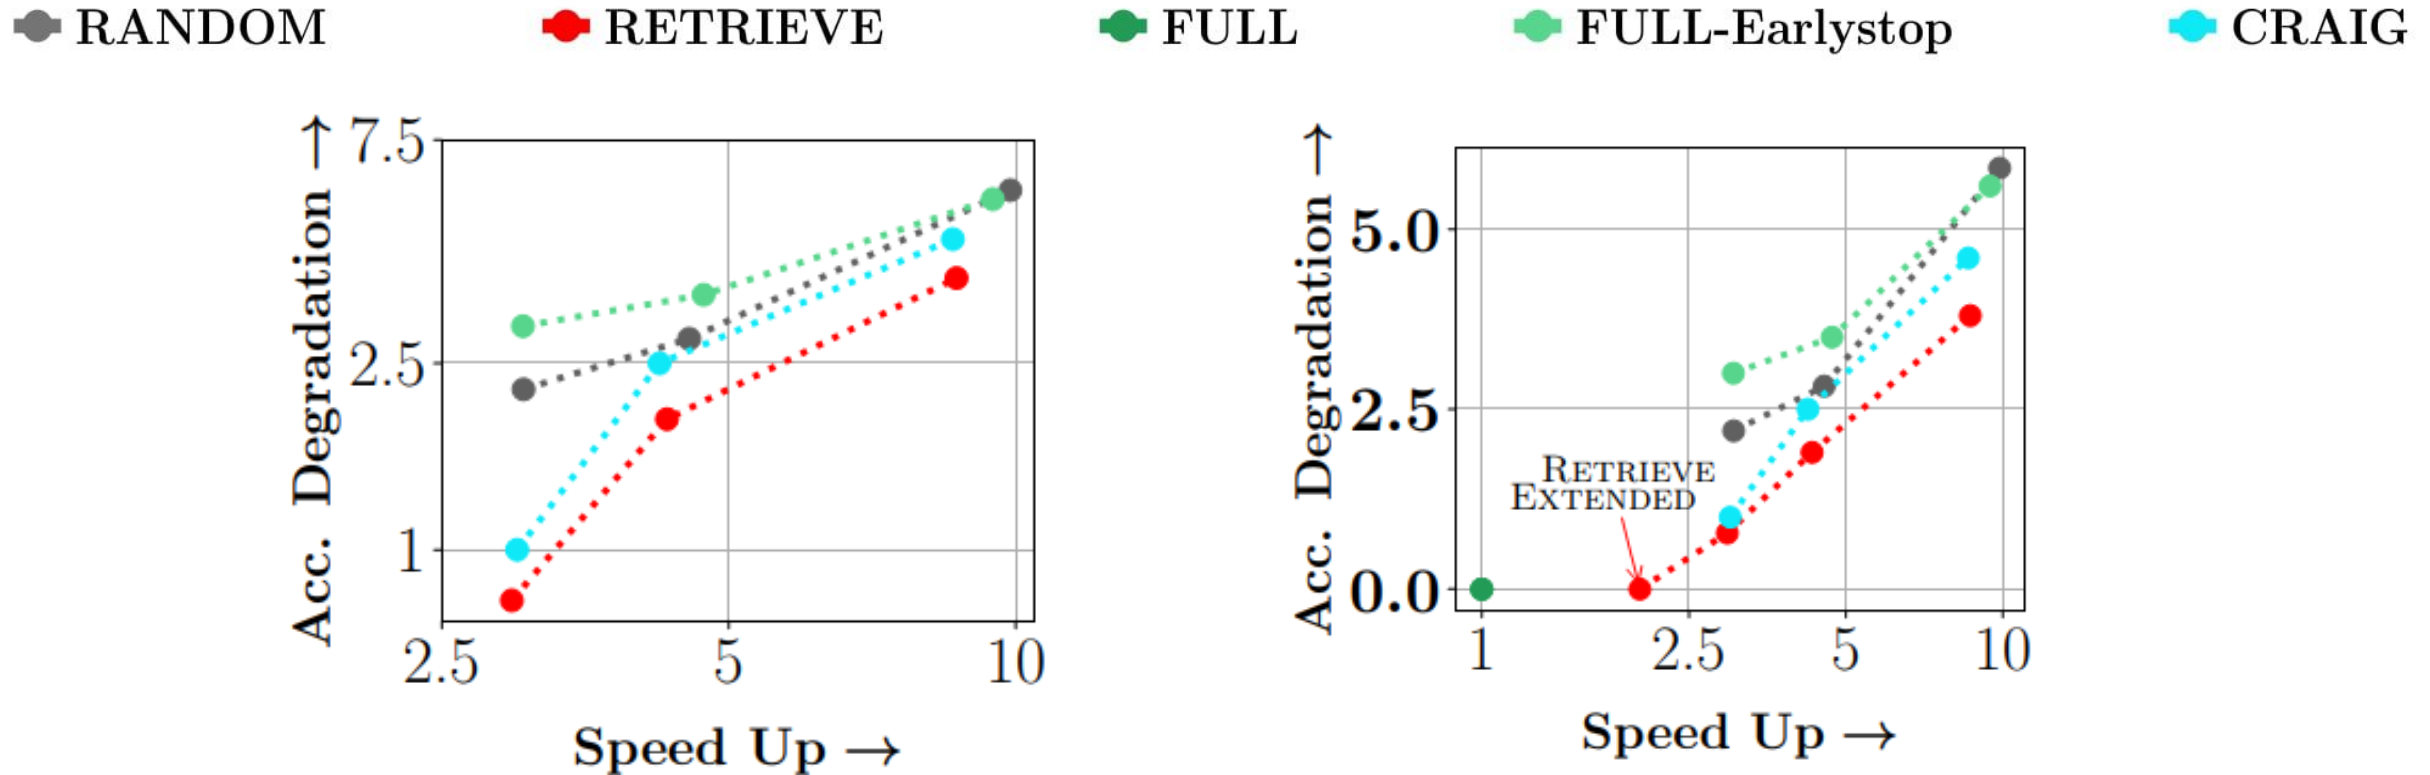 RANDOM RETRIEVE FULL FULL-Earlystop CRAIG
Acc. Degradation →
7.5
2.5
1
2.5 5 10
Speed Up →
Acc. Degradation →
5.0
2.5
0.0
RETRIEVE
EXTENDED
1 2.5 5 10
Speed Up →